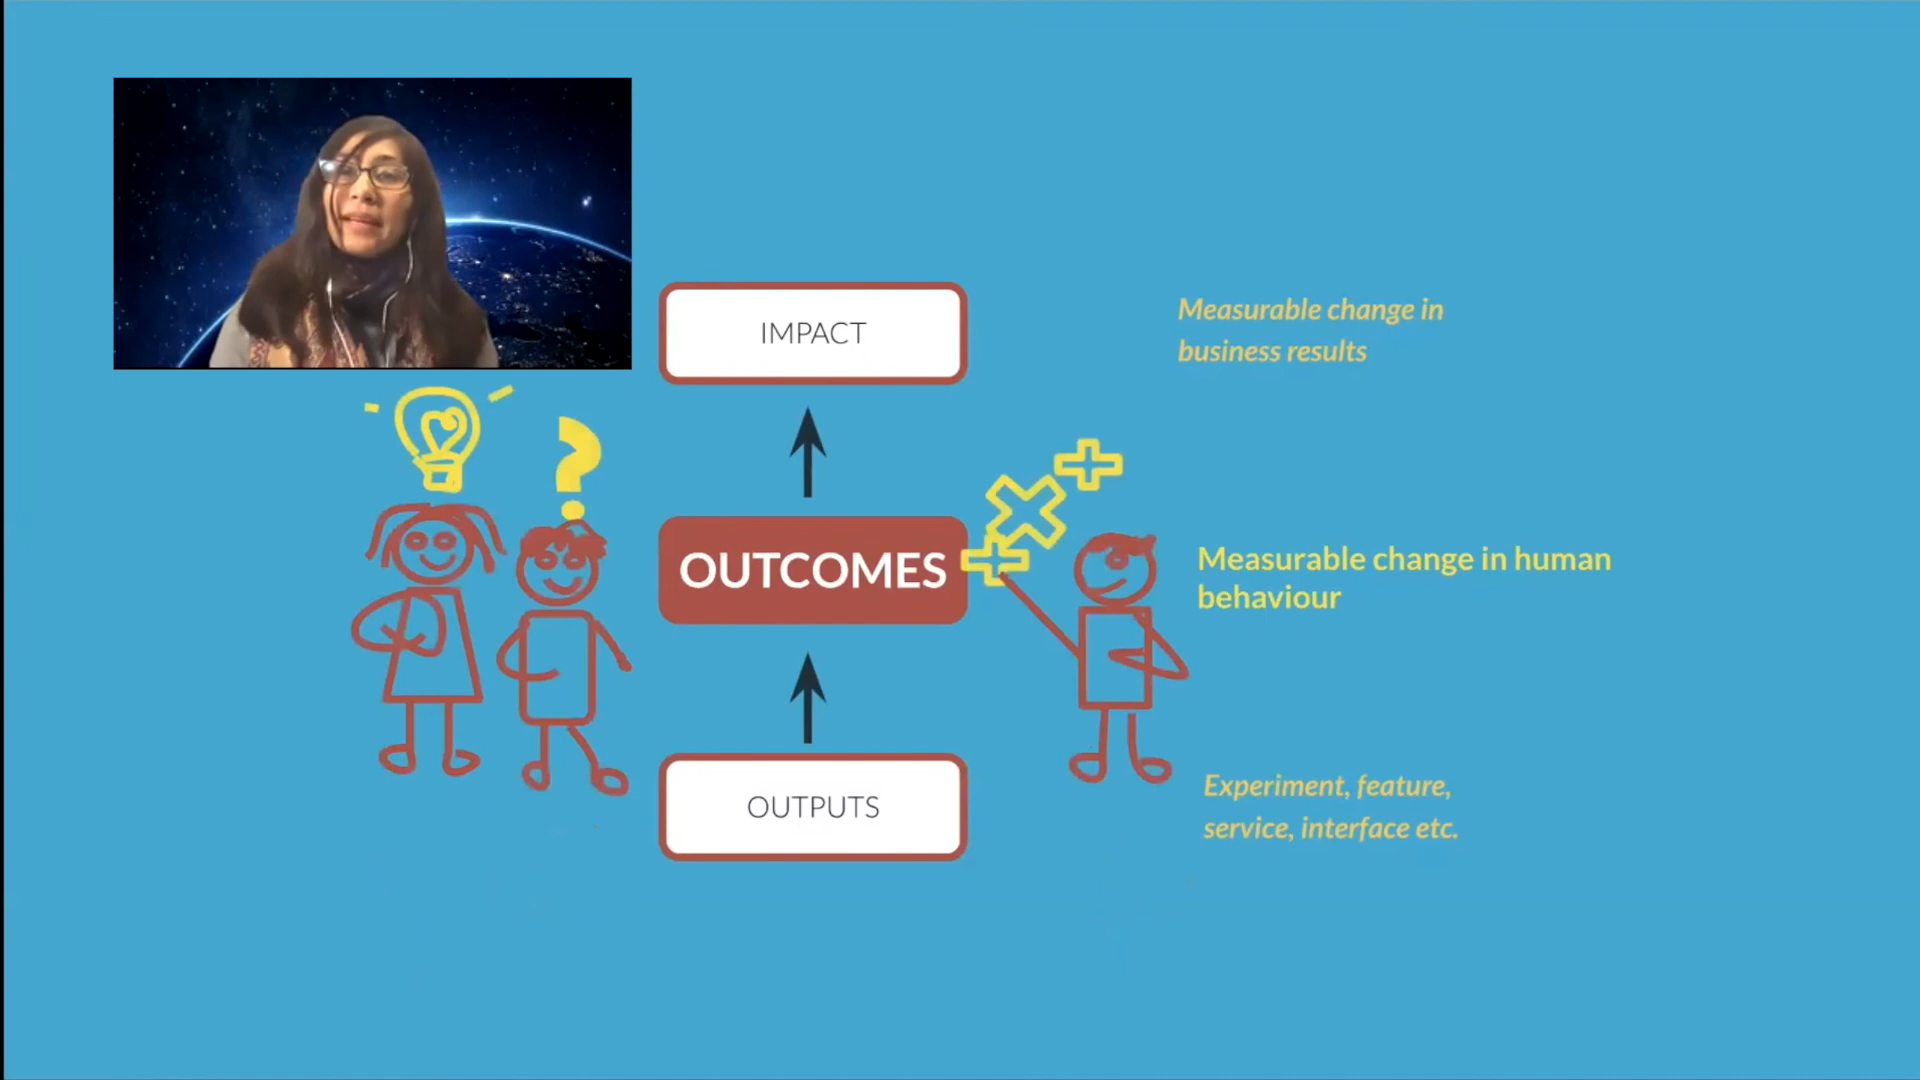 IMPACT
Measurable change in
business results
OUTCOMES
Measurable change in human
behaviour
OUTPUTS
Experiment, feature,
service, interface etc.